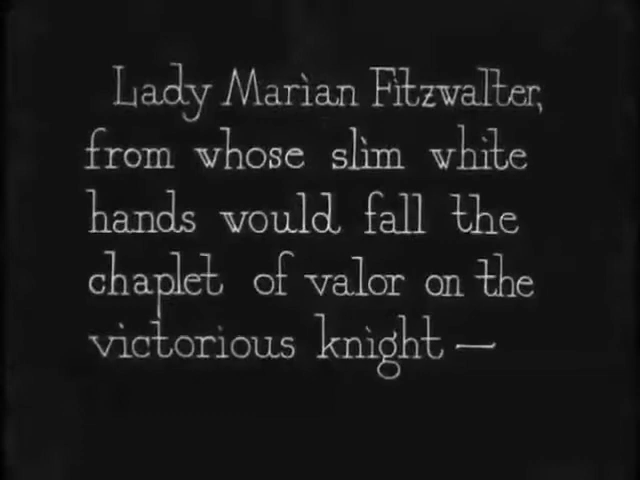 Lady Marian Fitzwalter,
from whose slim white
hands would fall the
chaplet of valor on the
victorious knight —